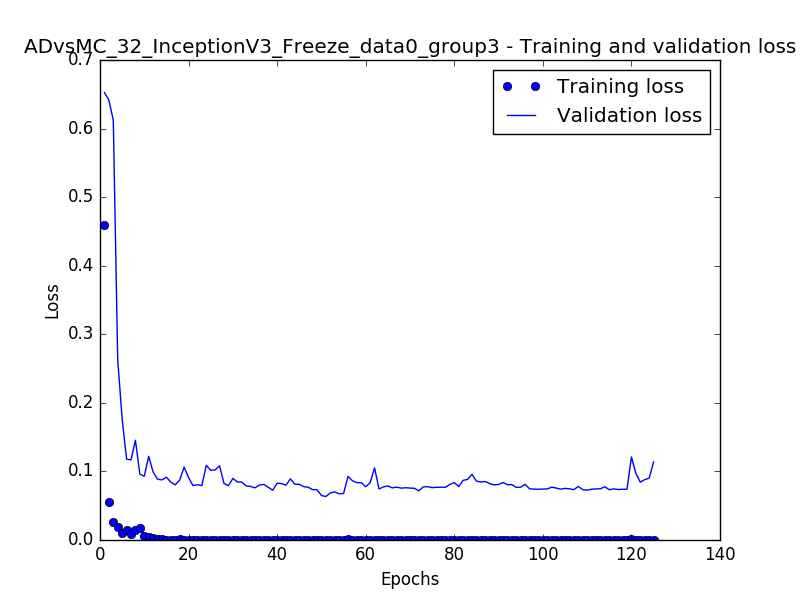 ADvsMC_32_InceptionV3_Freeze_data0_group3 - Training and validation loss
0.7
0.6
0.5
0.4
0.3
0.2
0.1
0.0
Loss
Training loss
Validation loss
0 20 40 60 80 100 120 140
Epochs